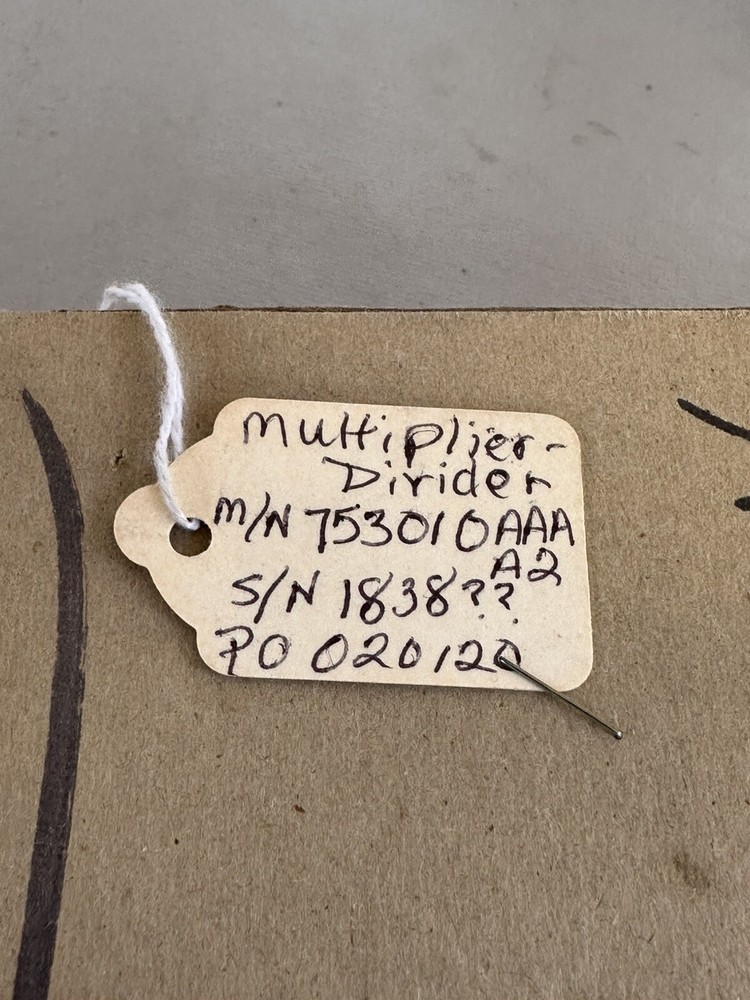 Multiplier-
Divider
M/N 753010AAA
A2
S/N 1838??
PO 020120